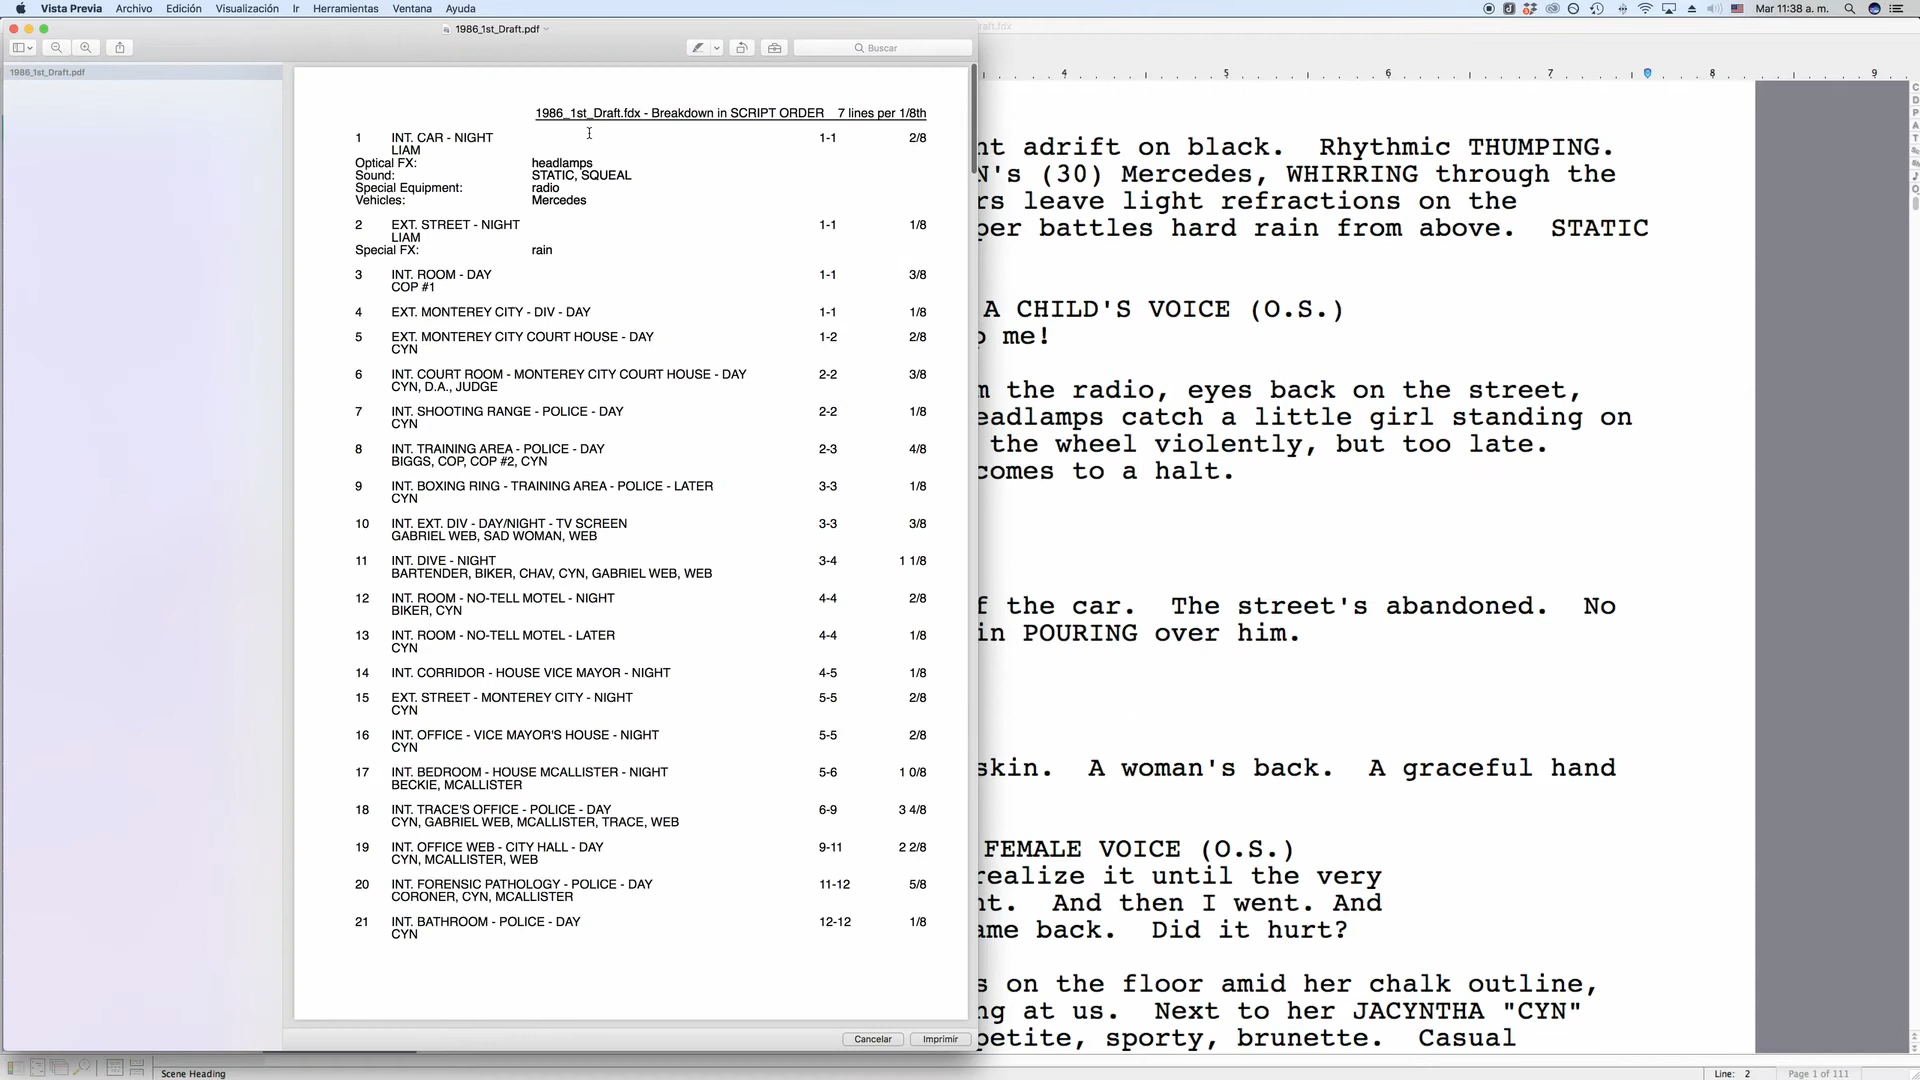 Vista Previa Archivo Edición Visualización Ir Herramientas Ventana Ayuda
Mar 11:38 a. m.
1986_1st_Draft.pdf
Buscar
1986_1st_Draft.pdf
1986_1st_Draft.fdx - Breakdown in SCRIPT ORDER 7 lines per 1/8th
1 INT. CAR - NIGHT 1-1 2/8
LIAM
Optical FX: headlamps
Sound: STATIC, SQUEAL
Special Equipment: radio
Vehicles: Mercedes
2 EXT. STREET - NIGHT 1-1 1/8
LIAM
Special FX: rain
3 INT. ROOM - DAY 1-1 3/8
COP #1
4 EXT. MONTEREY CITY - DIV - DAY 1-1 1/8
5 EXT. MONTEREY CITY COURT HOUSE - DAY 1-2 2/8
CYN
6 INT. COURT ROOM - MONTEREY CITY COURT HOUSE - DAY 2-2 3/8
CYN, D.A., JUDGE
7 INT. SHOOTING RANGE - POLICE - DAY 2-2 1/8
CYN
8 INT. TRAINING AREA - POLICE - DAY 2-3 4/8
BIGGS, COP, COP #2, CYN
9 INT. BOXING RING - TRAINING AREA - POLICE - LATER 3-3 1/8
CYN
10 INT. EXT. DIV - DAY/NIGHT - TV SCREEN 3-3 3/8
GABRIEL WEB, SAD WOMAN, WEB
11 INT. DIVE - NIGHT 3-4 1 1/8
BARTENDER, BIKER, CHAV, CYN, GABRIEL WEB, WEB
12 INT. ROOM - NO-TELL MOTEL - NIGHT 4-4 2/8
BIKER, CYN
13 INT. ROOM - NO-TELL MOTEL - LATER 4-4 1/8
CYN
14 INT. CORRIDOR - HOUSE VICE MAYOR - NIGHT 4-5 1/8
15 EXT. STREET - MONTEREY CITY - NIGHT 5-5 2/8
CYN
16 INT. OFFICE - VICE MAYOR'S HOUSE - NIGHT 5-5 2/8
CYN
17 INT. BEDROOM - HOUSE MCALLISTER - NIGHT 5-6 1 0/8
BECKIE, MCALLISTER
18 INT. TRACE'S OFFICE - POLICE - DAY 6-9 3 4/8
CYN, GABRIEL WEB, MCALLISTER, TRACE, WEB
19 INT. OFFICE WEB - CITY HALL - DAY 9-11 2 2/8
CYN, MCALLISTER, WEB
20 INT. FORENSIC PATHOLOGY - POLICE - DAY 11-12 5/8
CORONER, CYN, MCALLISTER
21 INT. BATHROOM - POLICE - DAY 12-12 1/8
CYN
Cancelar Imprimir
4 5 6 7 8 9
nt adrift on black. Rhythmic THUMPING.
N's (30) Mercedes, WHIRRING through the
rs leave light refractions on the
per battles hard rain from above. STATIC
A CHILD'S VOICE (O.S.)
p me!
m the radio, eyes back on the street,
eadlamps catch a little girl standing on
the wheel violently, but too late.
comes to a halt.
f the car. The street's abandoned. No
in POURING over him.
skin. A woman's back. A graceful hand
FEMALE VOICE (O.S.)
realize it until the very
nt. And then I went. And
ame back. Did it hurt?
s on the floor amid her chalk outline,
ng at us. Next to her JACYNTHA "CYN"
petite, sporty, brunette. Casual
Scene Heading
Line: 2 Page 1 of 111